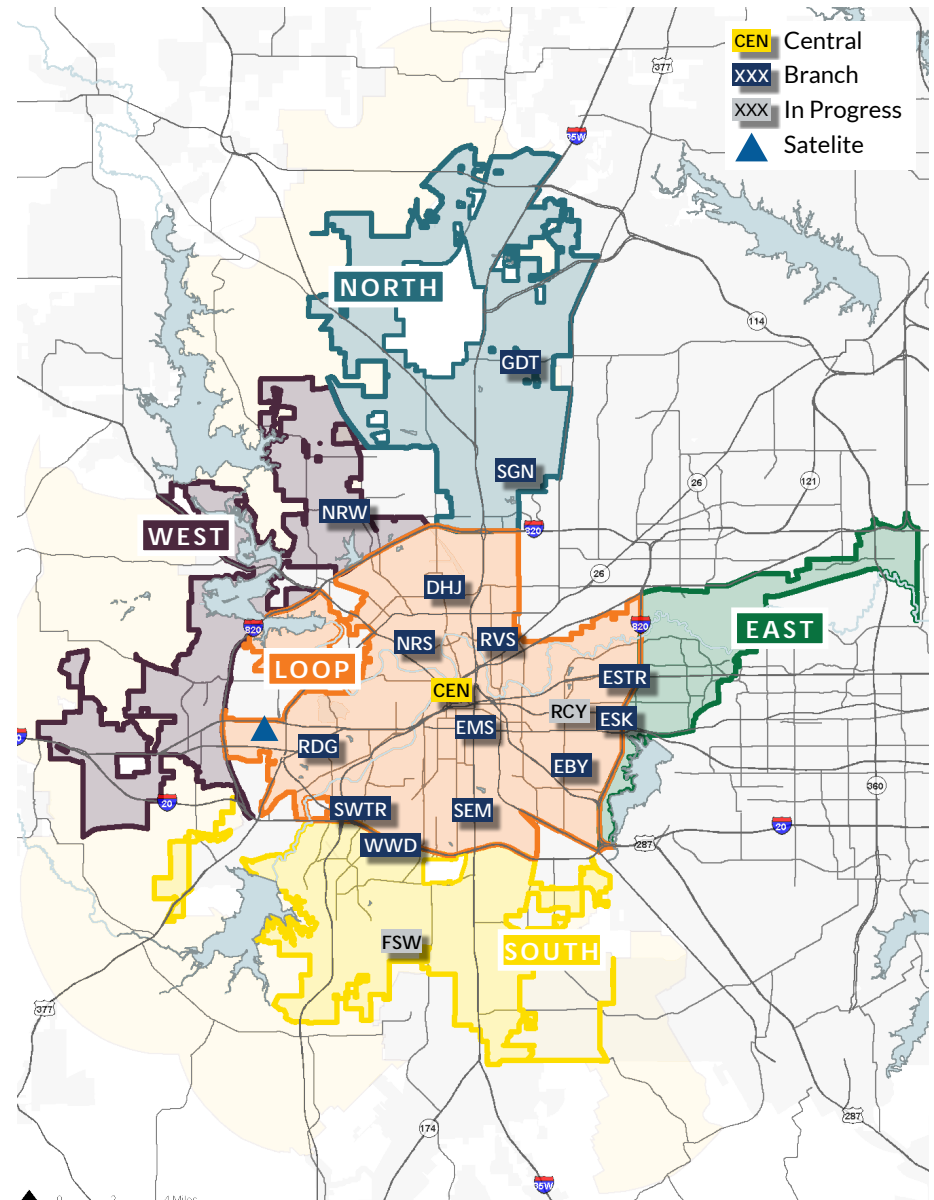 CEN Central
XXX Branch
XXX In Progress
Satelite
377
35W
NORTH
114
GDT
SGN
26
121
NRW
WEST
820
26
DHJ
820
820
EAST
NRS
RVS
LOOP
ESTR
CEN
RCY
ESK
EMS
RDG
EBY
360
20
SWTR
SEM
20
WWD
287
FSW
SOUTH
377
287
174
35W
0 2 4 Miles